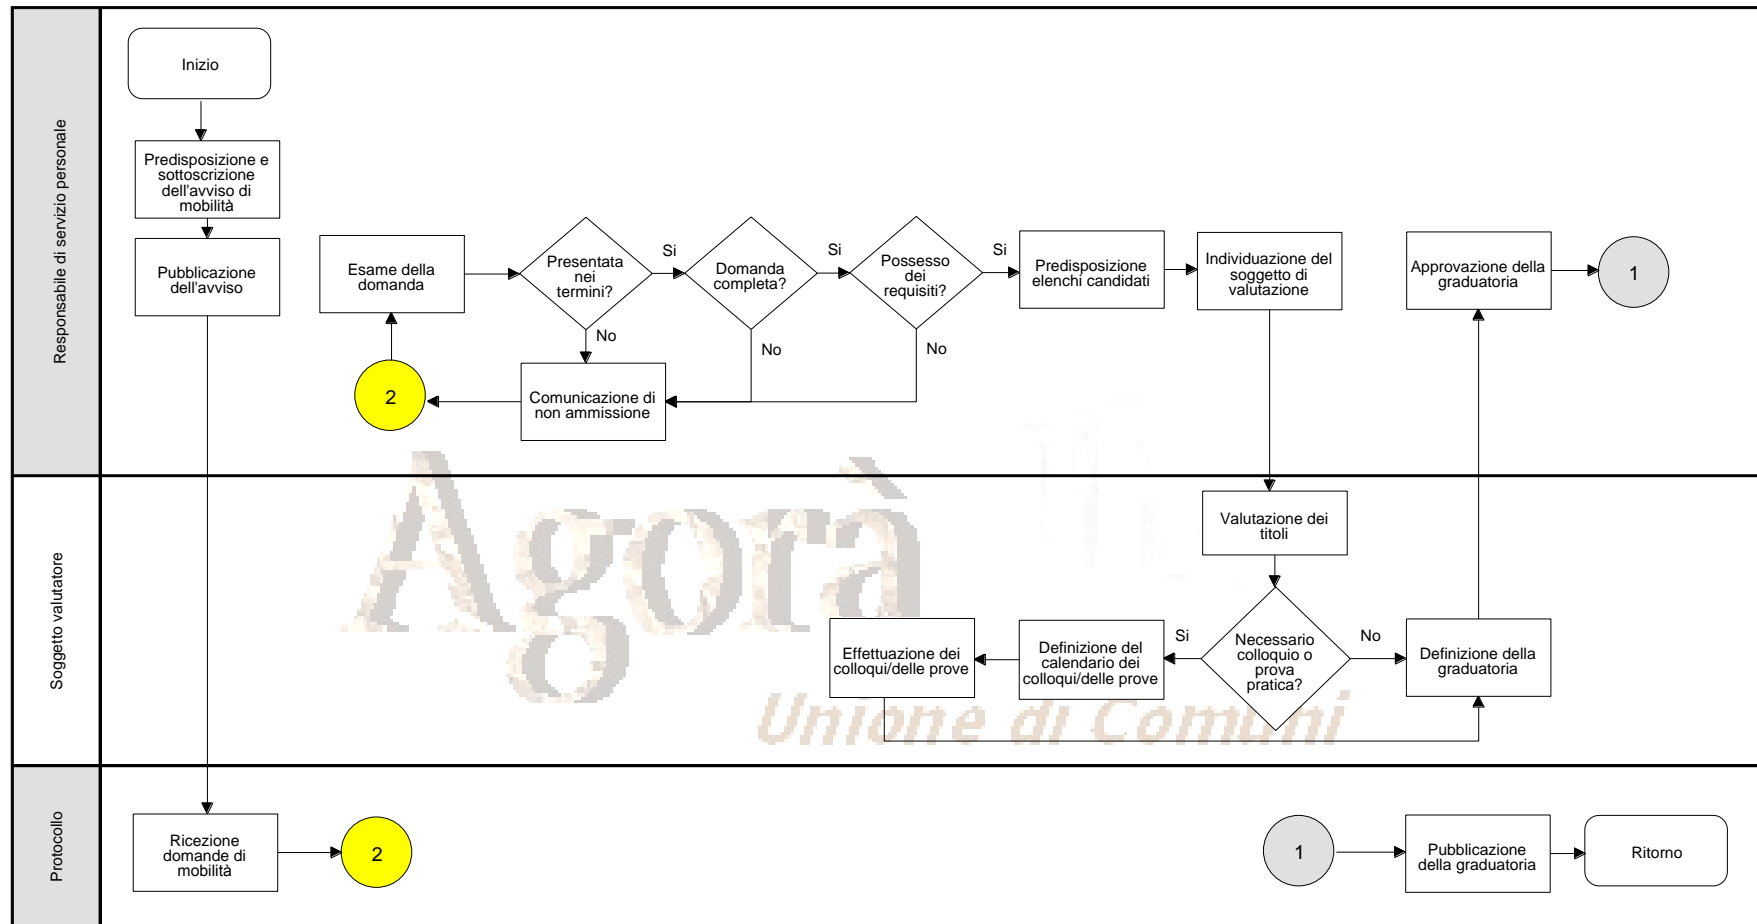 Responsabile di servizio personale
Inizio
Predisposizione e
sottoscrizione
dell'avviso di
mobilità
Pubblicazione
dell'avviso
Esame della
domanda
Presentata
nei
termini?
Si
No
Domanda
completa?
Si
No
Possesso
dei
requisiti?
Si
No
Predisposizione
elenchi candidati
Individuazione del
soggetto di
valutazione
Approvazione della
graduatoria
1
2
Comunicazione di
non ammissione
Soggetto valutatore
Valutazione dei
titoli
Necessario
colloquio o
prova
pratica?
Si
No
Definizione del
calendario dei
colloqui/delle prove
Effettuazione dei
colloqui/delle prove
Definizione della
graduatoria
Agorà
Unione di Comuni
Protocollo
Ricezione
domande di
mobilità
2
1
Pubblicazione
della graduatoria
Ritorno